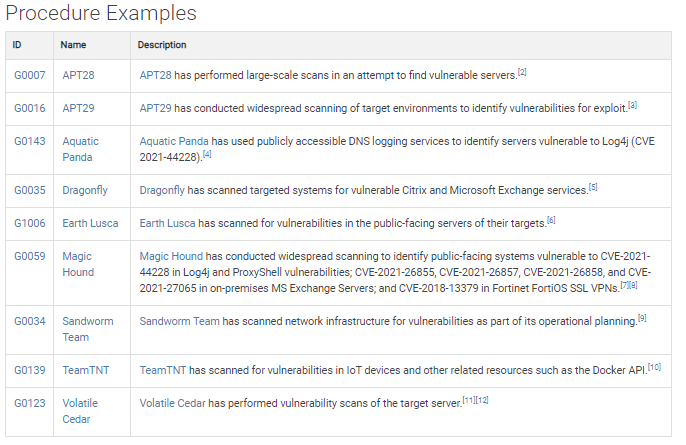 Procedure Examples
ID Name Description
G0007 APT28 APT28 has performed large-scale scans in an attempt to find vulnerable servers.[2]
G0016 APT29 APT29 has conducted widespread scanning of target environments to identify vulnerabilities for exploit.[3]
G0143 Aquatic Panda Aquatic Panda has used publicly accessible DNS logging services to identify servers vulnerable to Log4j (CVE
2021-44228).[4]
G0035 Dragonfly Dragonfly has scanned targeted systems for vulnerable Citrix and Microsoft Exchange services.[5]
G1006 Earth Lusca Earth Lusca has scanned for vulnerabilities in the public-facing servers of their targets.[6]
G0059 Magic Hound Magic Hound has conducted widespread scanning to identify public-facing systems vulnerable to CVE-2021-
44228 in Log4j and ProxyShell vulnerabilities; CVE-2021-26855, CVE-2021-26857, CVE-2021-26858, and CVE-
2021-27065 in on-premises MS Exchange Servers; and CVE-2018-13379 in Fortinet FortiOS SSL VPNs.[7][8]
G0034 Sandworm Team Sandworm Team has scanned network infrastructure for vulnerabilities as part of its operational planning.[9]
G0139 TeamTNT TeamTNT has scanned for vulnerabilities in IoT devices and other related resources such as the Docker API.[10]
G0123 Volatile Cedar Volatile Cedar has performed vulnerability scans of the target server.[11][12]